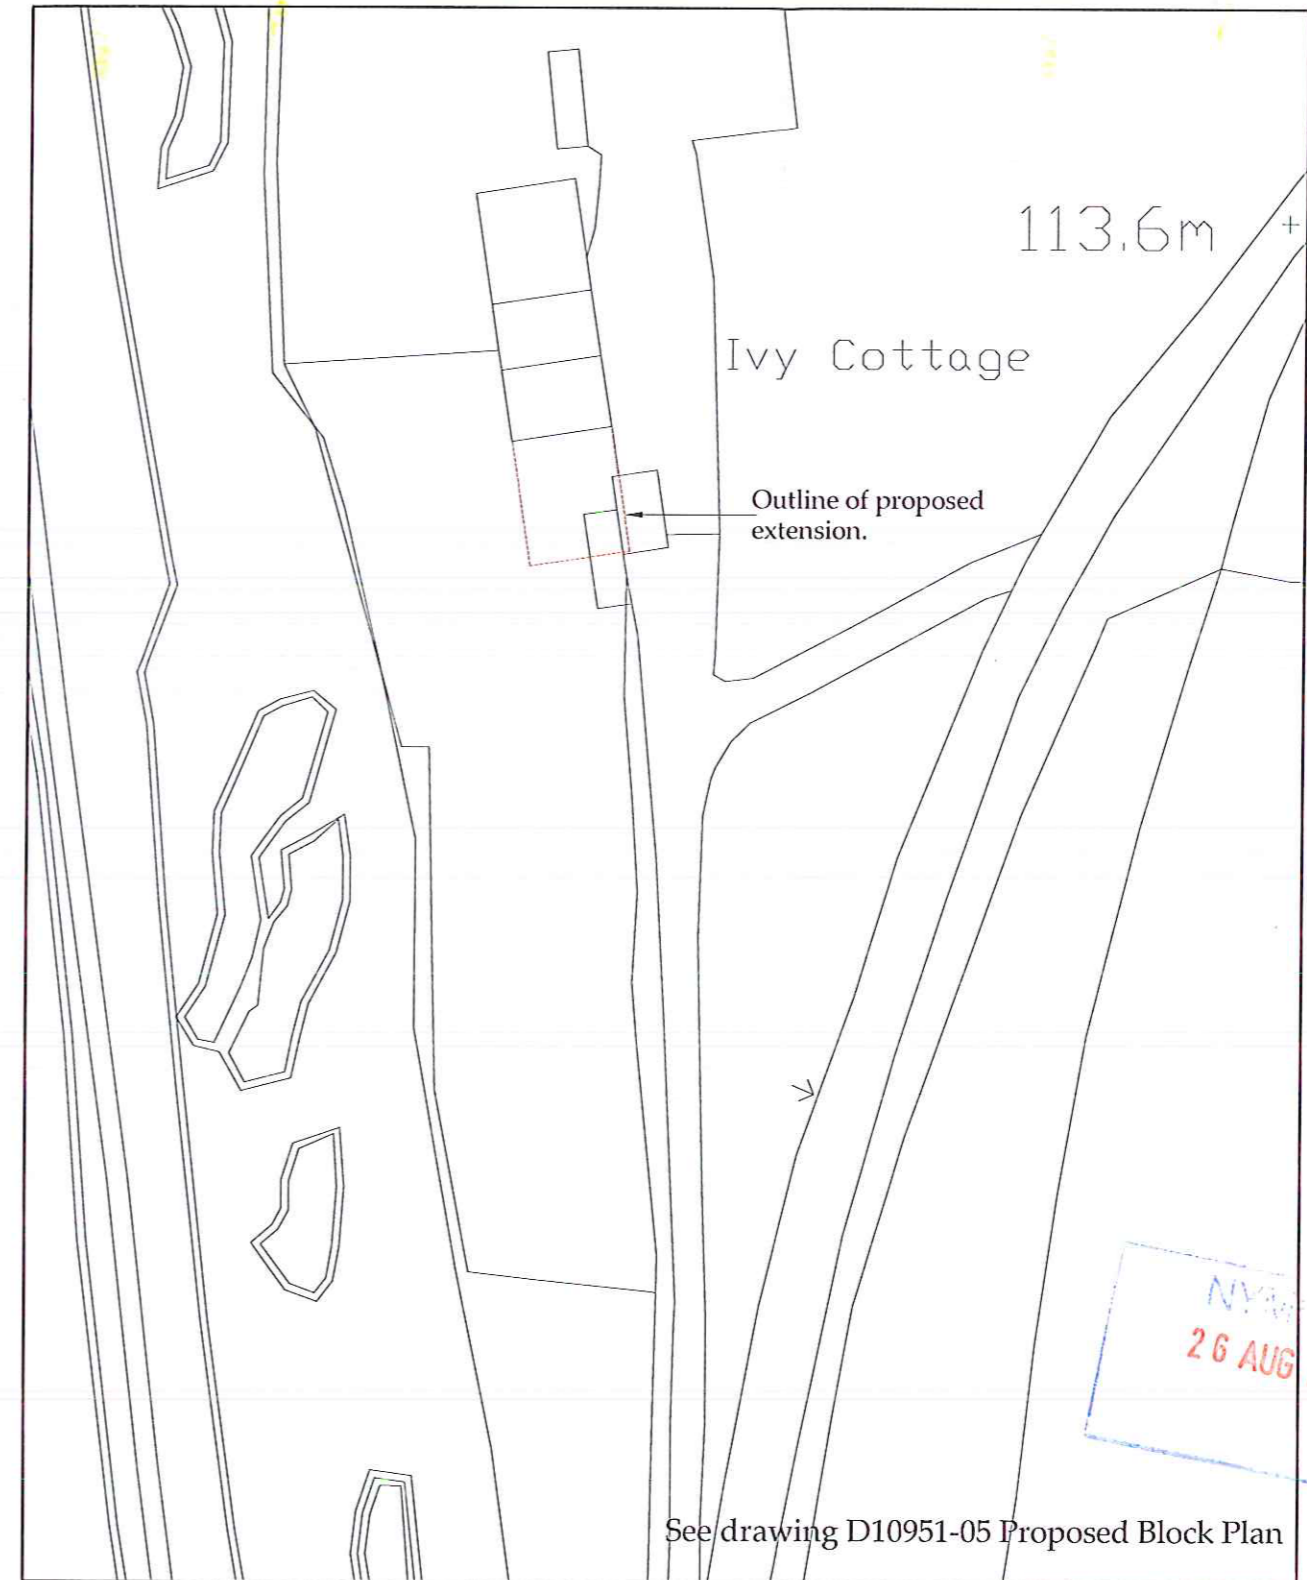 113.6m
Ivy Cottage
Outline of proposed
extension.
26 AUG
See drawing D10951-05 Proposed Block Plan